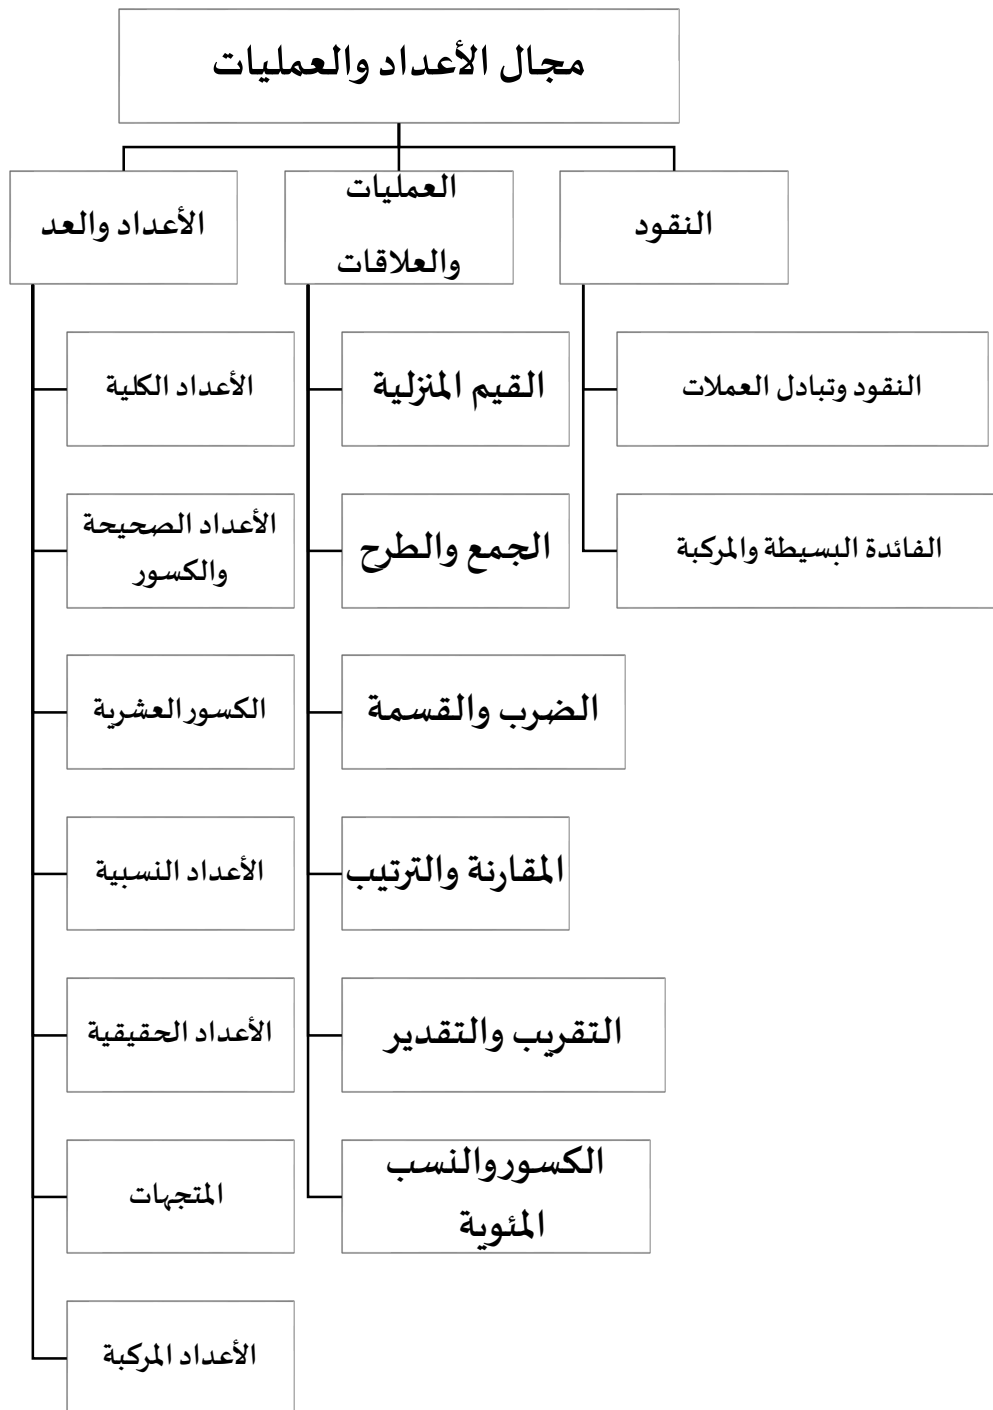 مجال الأعداد والعمليات
النقود
النقود وتبادل العملات
الفائدة البسيطة والمركبة
العمليات
والعلاقات
القيم المنزلية
الجمع والطرح
الضرب والقسمة
المقارنة والترتيب
التقريب والتقدير
الكسور والنسب
المئوية
الأعداد والعد
الأعداد الكلية
الأعداد الصحيحة
والكسور
الكسور العشرية
الأعداد النسبية
الأعداد الحقيقية
المتجهات
الأعداد المركبة